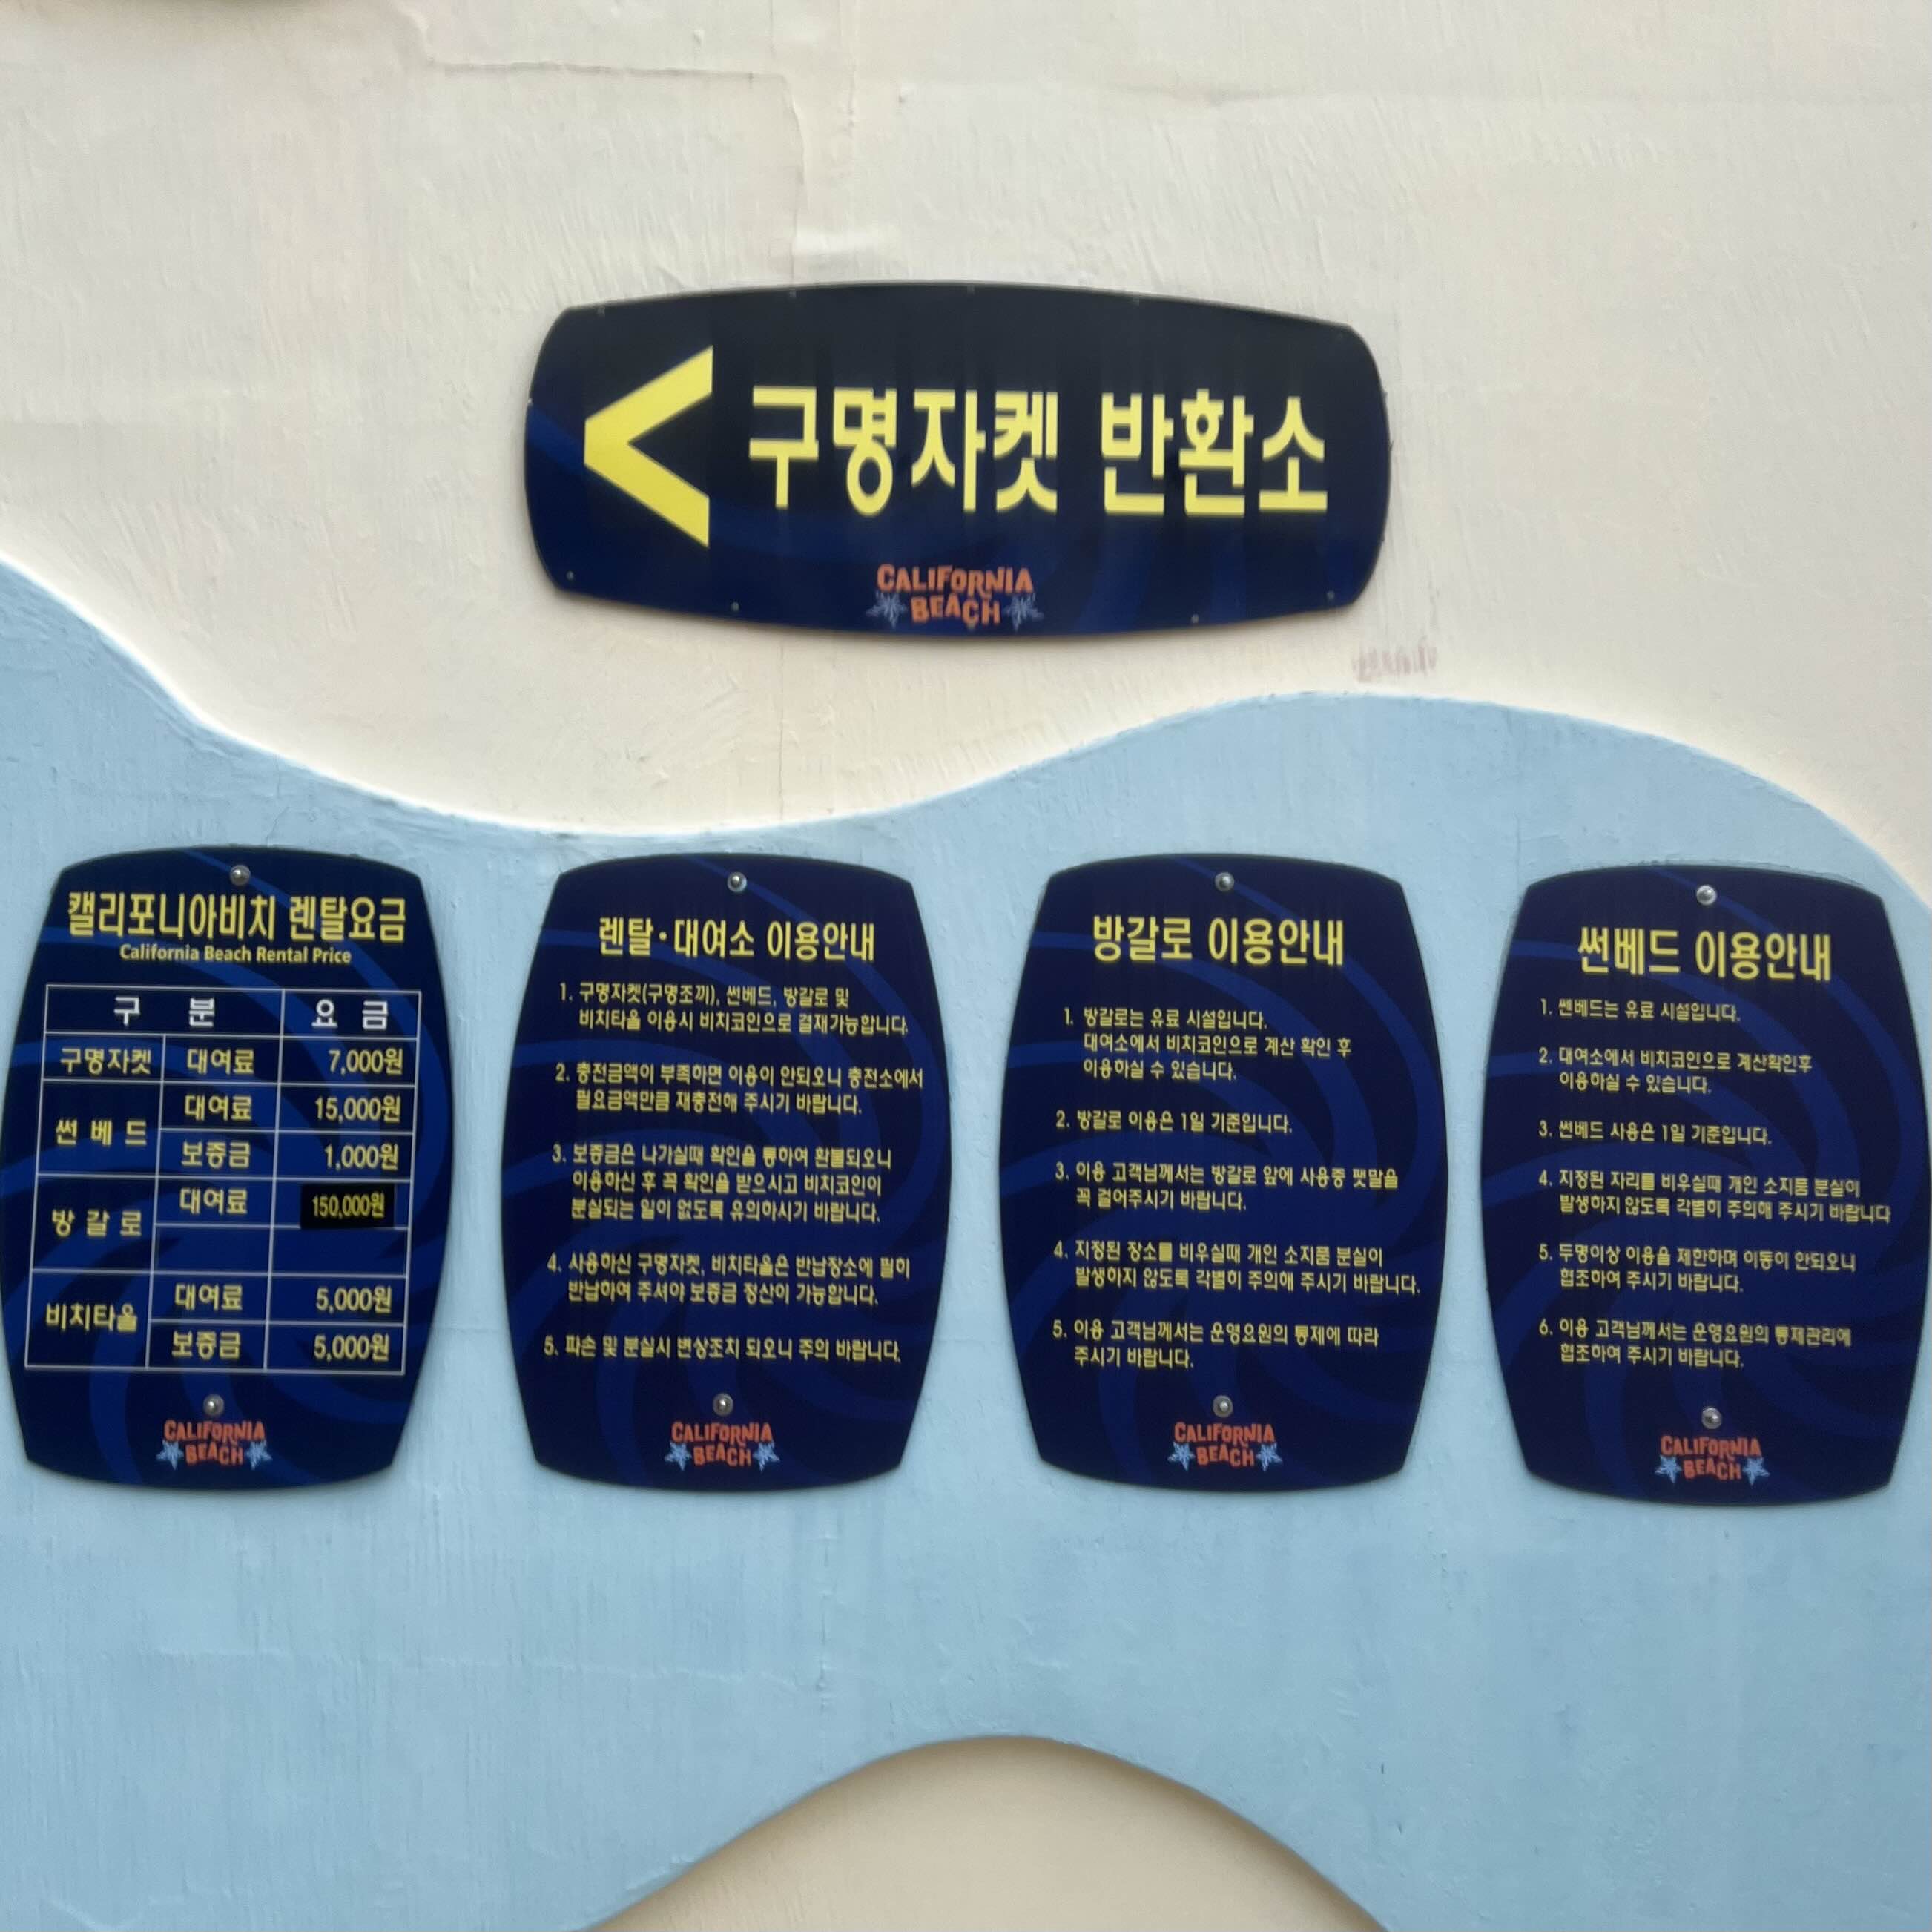 < 구명자켓 반환소
CALIFORNIA
BEACH
캘리포니아비치 렌탈요금
California Beach Rental Price
구 분 요 금
구명자켓 대여료 7,000원
썬 베 드 대여료 15,000원
보증금 1,000원
방 갈 로 대여료 150,000원
비치타올 대여료 5,000원
보증금 5,000원
CALIFORNIA
BEACH
렌탈·대여소 이용안내
1. 구명자켓(구명조끼), 썬베드, 방갈로 및
비치타올 이용시 비치코인으로 결재가능합니다.
2. 충전금액이 부족하면 이용이 안되오니 충전소에서
필요금액만큼 재충전해 주시기 바랍니다.
3. 보증금은 나가실때 확인을 통하여 환불되오니
이용하신 후 꼭 확인을 받으시고 비치코인이
분실되는 일이 없도록 유의하시기 바랍니다.
4. 사용하신 구명자켓, 비치타올은 반납장소에 필히
반납하여 주셔야 보증금 정산이 가능합니다.
5. 파손 및 분실시 변상조치 되오니 주의 바랍니다.
CALIFORNIA
BEACH
방갈로 이용안내
1. 방갈로는 유료 시설입니다.
대여소에서 비치코인으로 계산 확인 후
이용하실 수 있습니다.
2. 방갈로 이용은 1일 기준입니다.
3. 이용 고객님께서는 방갈로 앞에 사용중 팻말을
꼭 걸어주시기 바랍니다.
4. 지정된 장소를 비우실때 개인 소지품 분실이
발생하지 않도록 각별히 주의해 주시기 바랍니다.
5. 이용 고객님께서는 운영요원의 통제에 따라
주시기 바랍니다.
CALIFORNIA
BEACH
썬베드 이용안내
1. 썬베드는 유료 시설입니다.
2. 대여소에서 비치코인으로 계산확인후
이용하실 수 있습니다.
3. 썬베드 사용은 1일 기준입니다.
4. 지정된 자리를 비우실때 개인 소지품 분실이
발생하지 않도록 각별히 주의해 주시기 바랍니다
5. 두명이상 이용을 제한하며 이동이 안되오니
협조하여 주시기 바랍니다.
6. 이용 고객님께서는 운영요원의 통제관리에
협조하여 주시기 바랍니다.
CALIFORNIA
BEACH